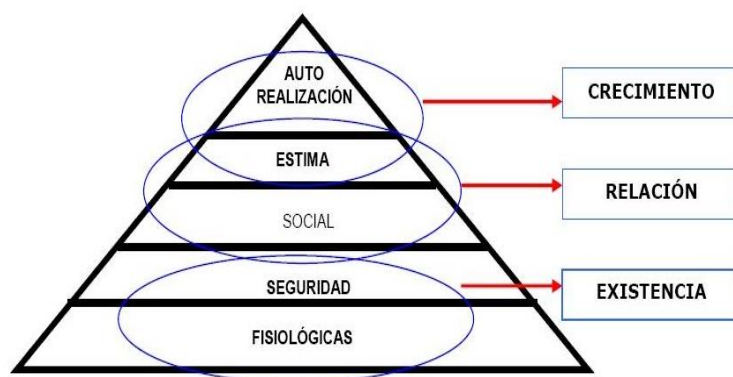 AUTO
REALIZACIÓN
CRECIMIENTO
ESTIMA
RELACIÓN
SOCIAL
SEGURIDAD
EXISTENCIA
FISIOLÓGICAS